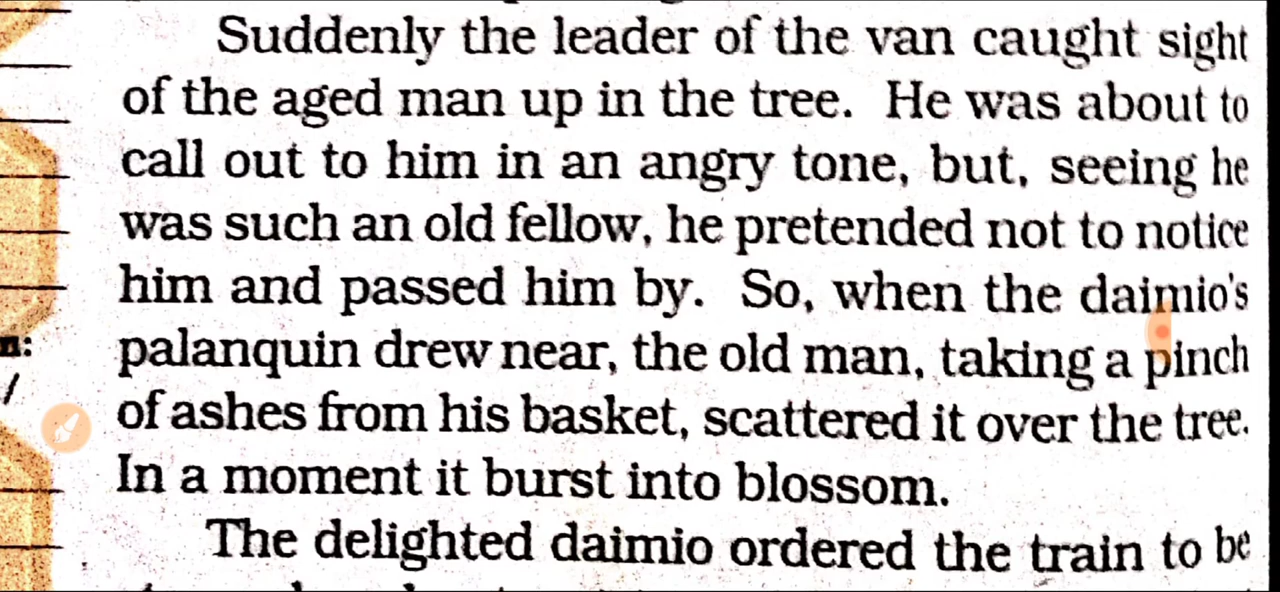 Suddenly the leader of the van caught sight
of the aged man up in the tree. He was about to
call out to him in an angry tone, but, seeing he
was such an old fellow, he pretended not to notice
him and passed him by. So, when the daimio's
n:
palanquin drew near, the old man, taking a pinch
of ashes from his basket, scattered it over the tree.
In a moment it burst into blossom.
The delighted daimio ordered the train to be